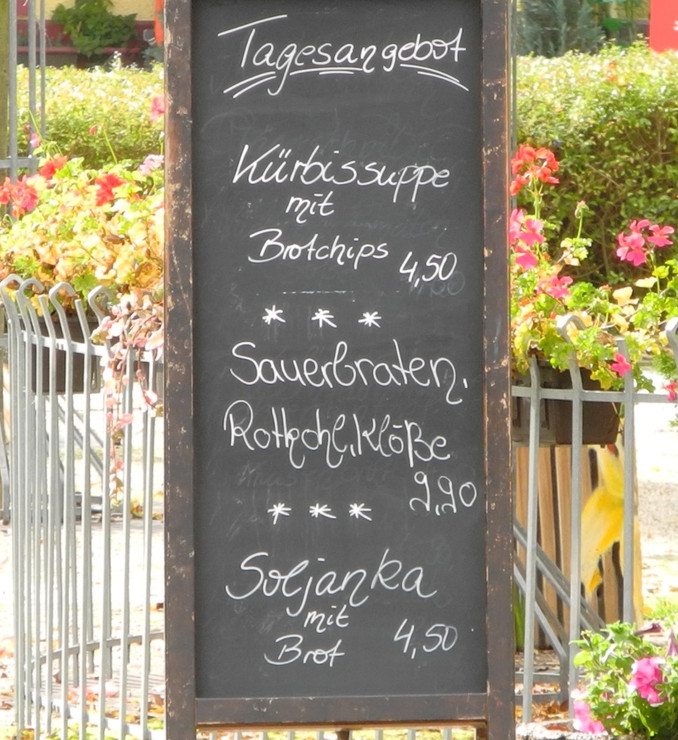 Tagesangebot
Kürbissuppe
mit
Brotchips 4,50
* * *
Sauerbraten,
Rotkohl, Klöße
9,90
* * *
Soljanka
mit
Brot 4,50